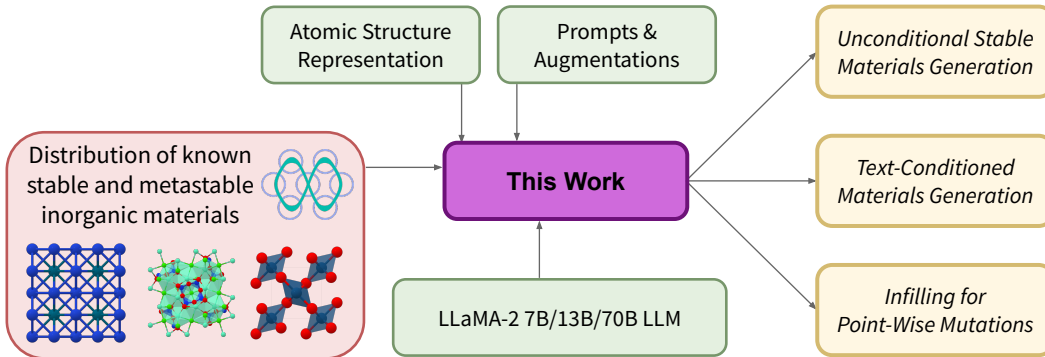 Atomic Structure
Representation
Prompts &
Augmentations
Unconditional Stable
Materials Generation
Distribution of known
stable and metastable
inorganic materials
This Work
Text-Conditioned
Materials Generation
LLaMA-2 7B/13B/70B LLM
Infilling for
Point-Wise Mutations